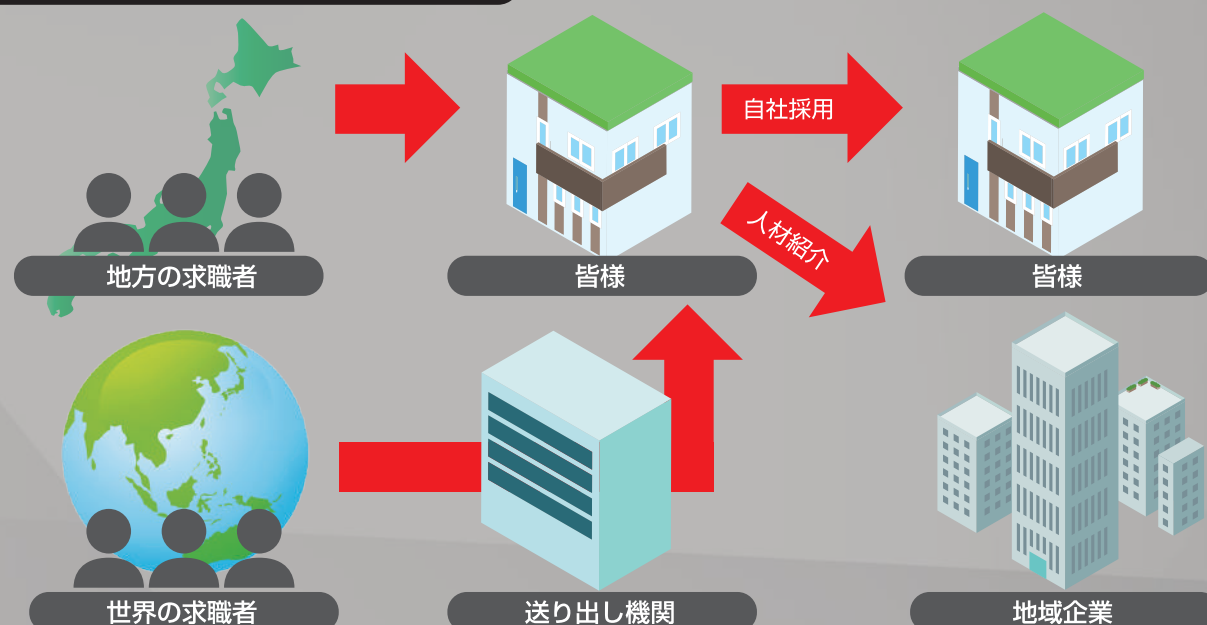 自社採用
人材紹介
地方の求職者
皆様
皆様
世界の求職者
送り出し機関
地域企業